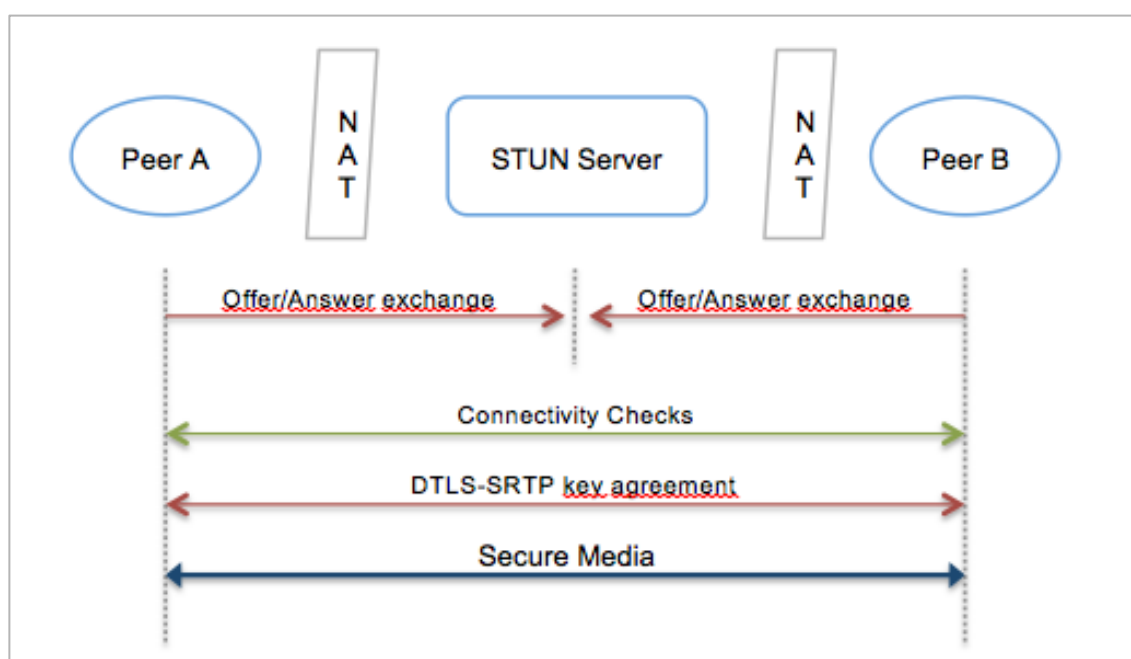 Peer A
N
A
T
STUN Server
N
A
T
Peer B
Offer/Answer exchange
Offer/Answer exchange
Connectivity Checks
DTLS-SRTP key agreement
Secure Media